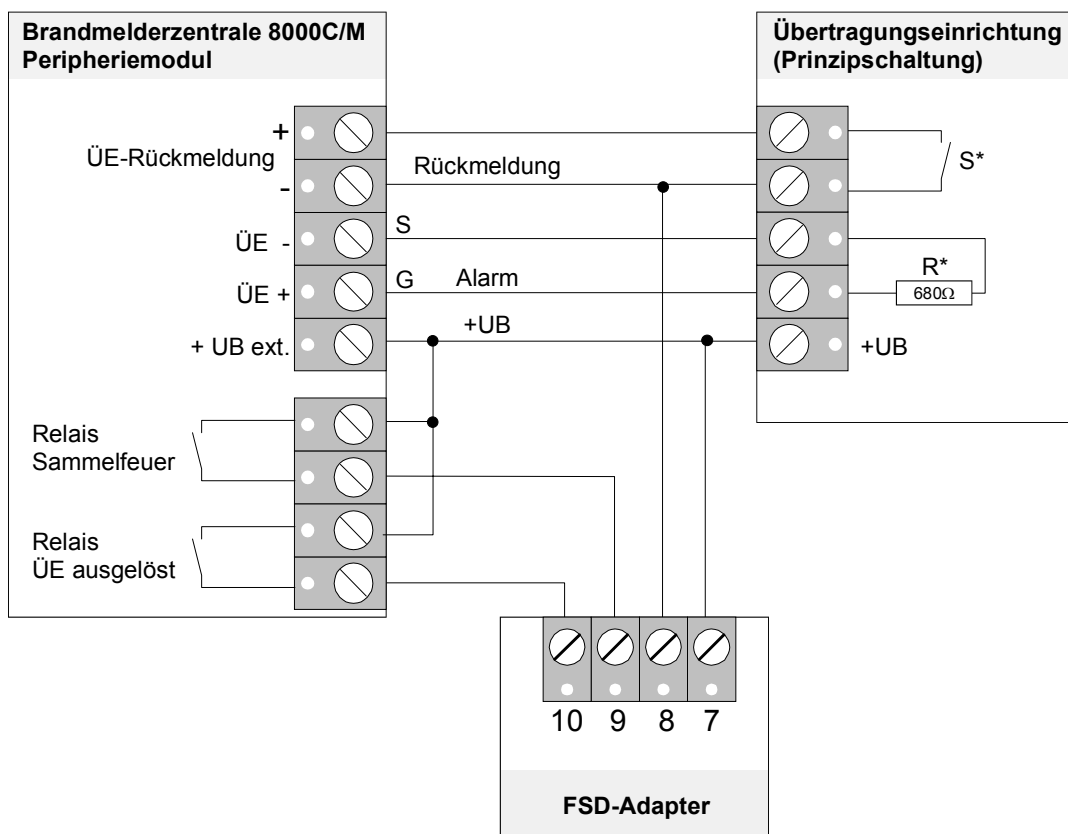 Brandmelderzentrale 8000C/M
Peripheriemodul
Übertragungseinrichtung
(Prinzipschaltung)
+
ÜE-Rückmeldung
-
Rückmeldung
S*
ÜE -
S
ÜE +
G
Alarm
R*
680Ω
+ UB ext.
+UB
+UB
Relais
Sammelfeuer
Relais
ÜE ausgelöst
10 9 8 7
FSD-Adapter